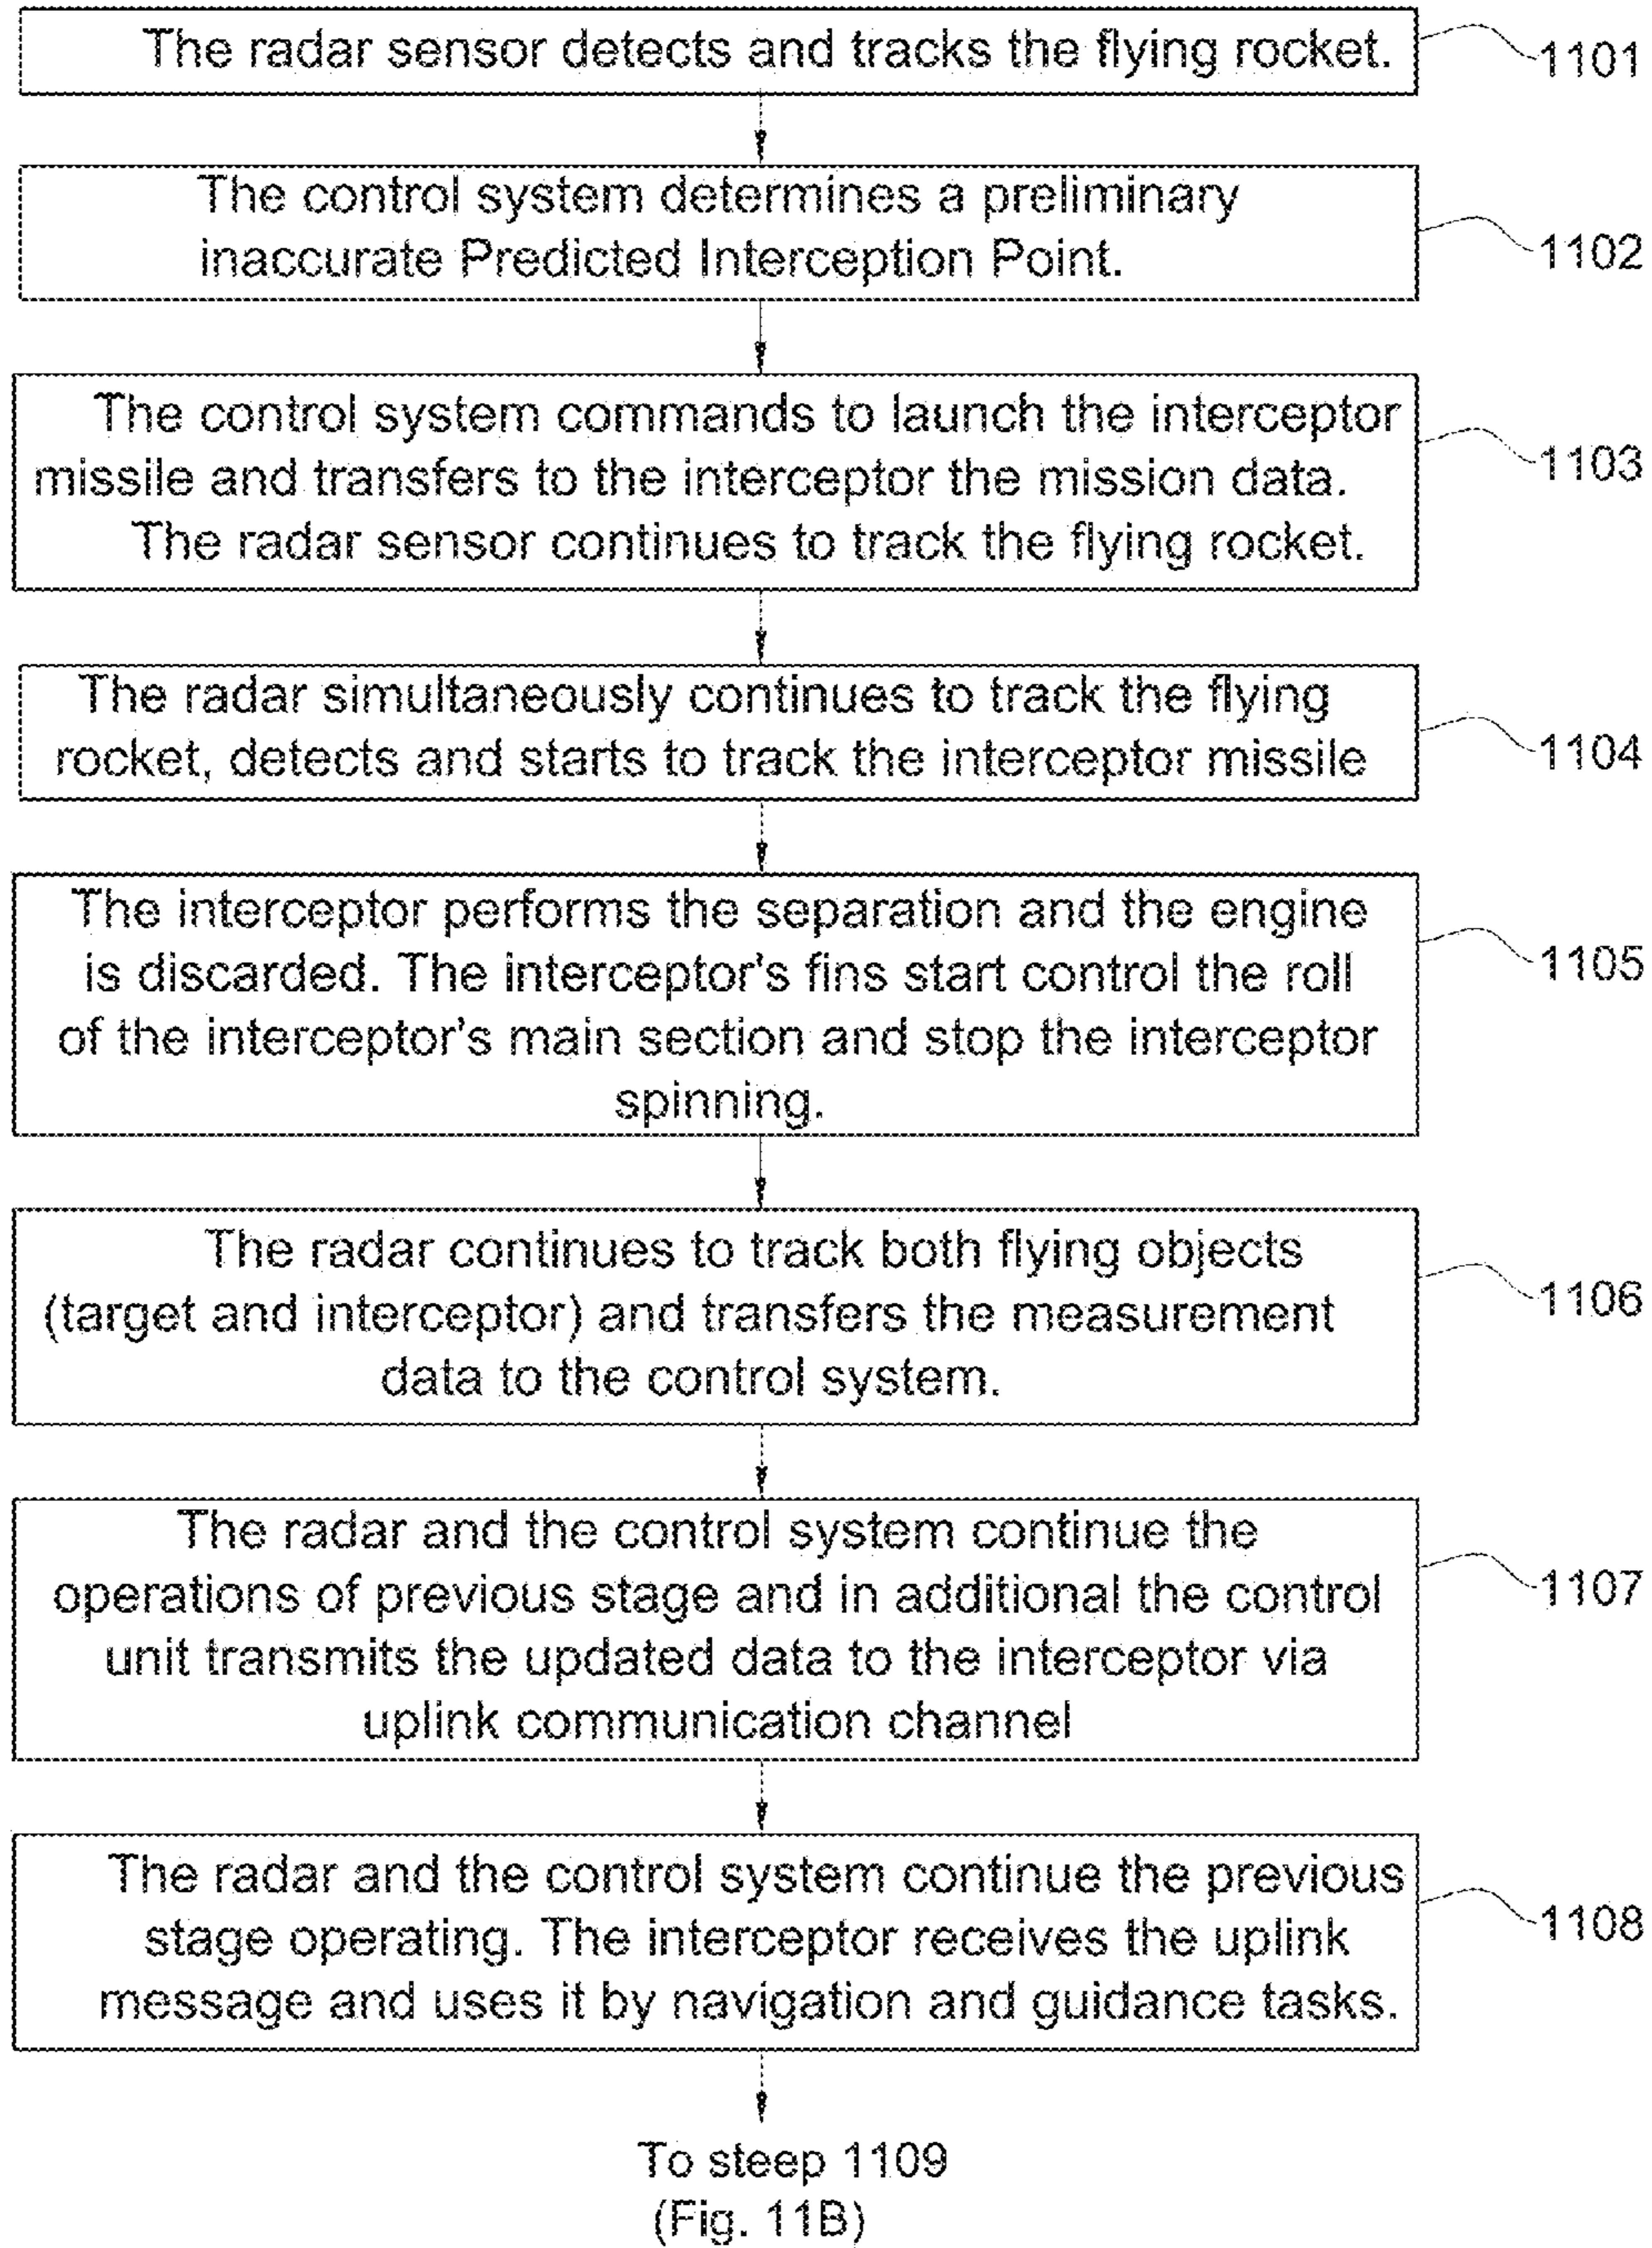 The radar sensor detects and tracks the flying rocket.
1101
The control system determines a preliminary
inaccurate Predicted Interception Point.
1102
The control system commands to launch the interceptor
missile and transfers to the interceptor the mission data.
The radar sensor continues to track the flying rocket.
1103
The radar simultaneously continues to track the flying
rocket, detects and starts to track the interceptor missile
1104
The interceptor performs the separation and the engine
is discarded. The interceptor's fins start control the roll
of the interceptor's main section and stop the interceptor
spinning.
1105
The radar continues to track both flying objects
(target and interceptor) and transfers the measurement
data to the control system.
1106
The radar and the control system continue the
operations of previous stage and in additional the control
unit transmits the updated data to the interceptor via
uplink communication channel
1107
The radar and the control system continue the previous
stage operating. The interceptor receives the uplink
message and uses it by navigation and guidance tasks.
1108
To steep 1109
(Fig. 11B)